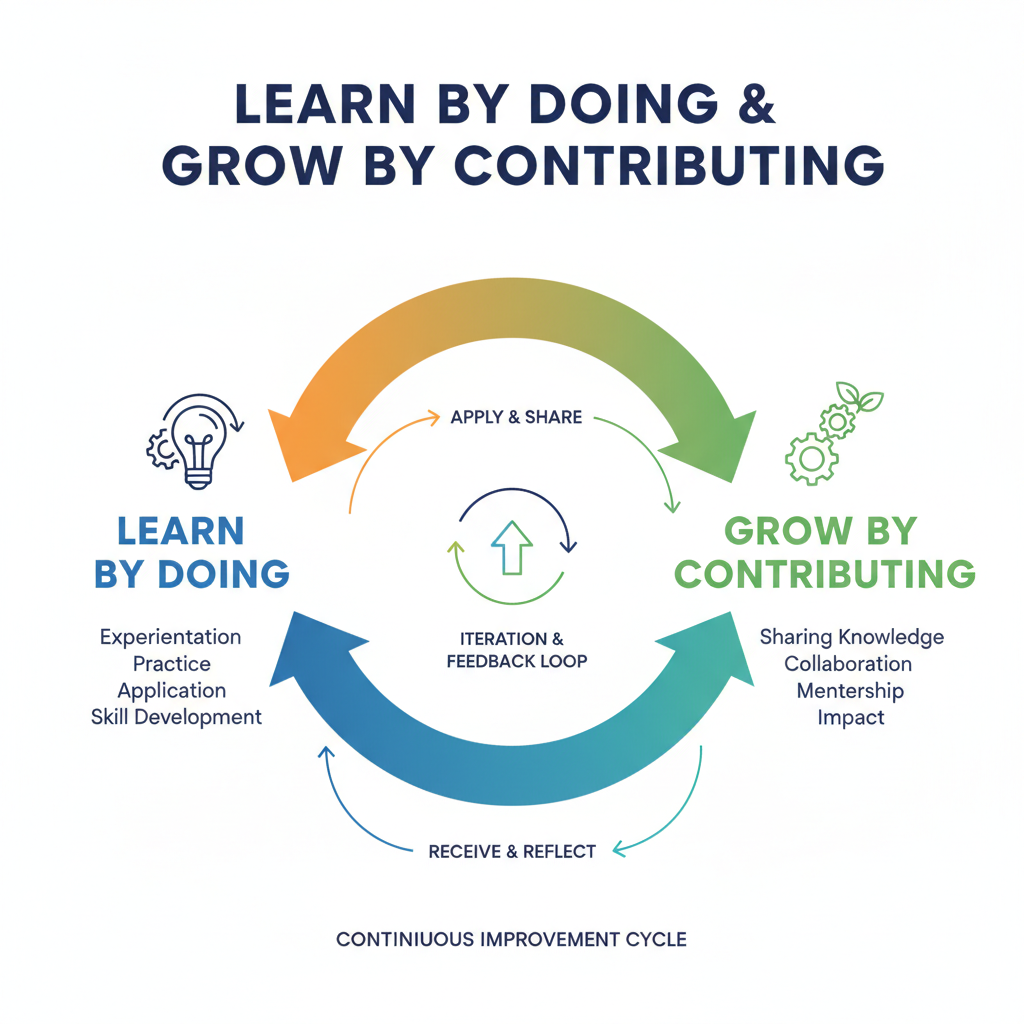 LEARN BY DOING &
GROW BY CONTRIBUTING
APPLY & SHARE
LEARN
BY DOING
Experientation
Practice
Application
Skill Development
ITERATION &
FEEDBACK LOOP
GROW BY
CONTRIBUTING
Sharing Knowledge
Collaboration
Mentership
Impact
RECEIVE & REFLECT
CONTINIUOUS IMPROVEMENT CYCLE